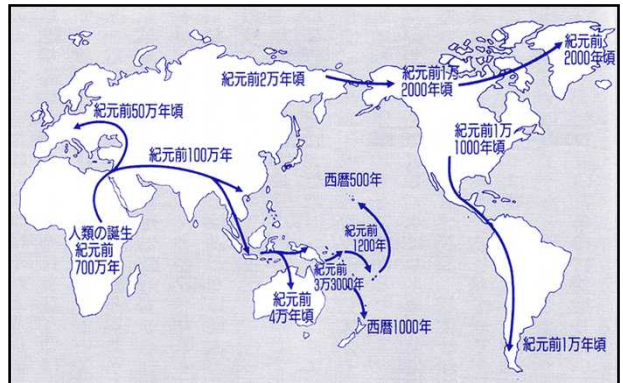 紀元前
2000年頃
紀元前2万年頃
紀元前1万
2000年頃
紀元前50万年頃
紀元前1万
1000年頃
紀元前100万年
西暦500年
人類の誕生
紀元前
700万年
紀元前
1200年
紀元前
3万3000年
紀元前
4万年頃
西暦1000年
紀元前1万年頃